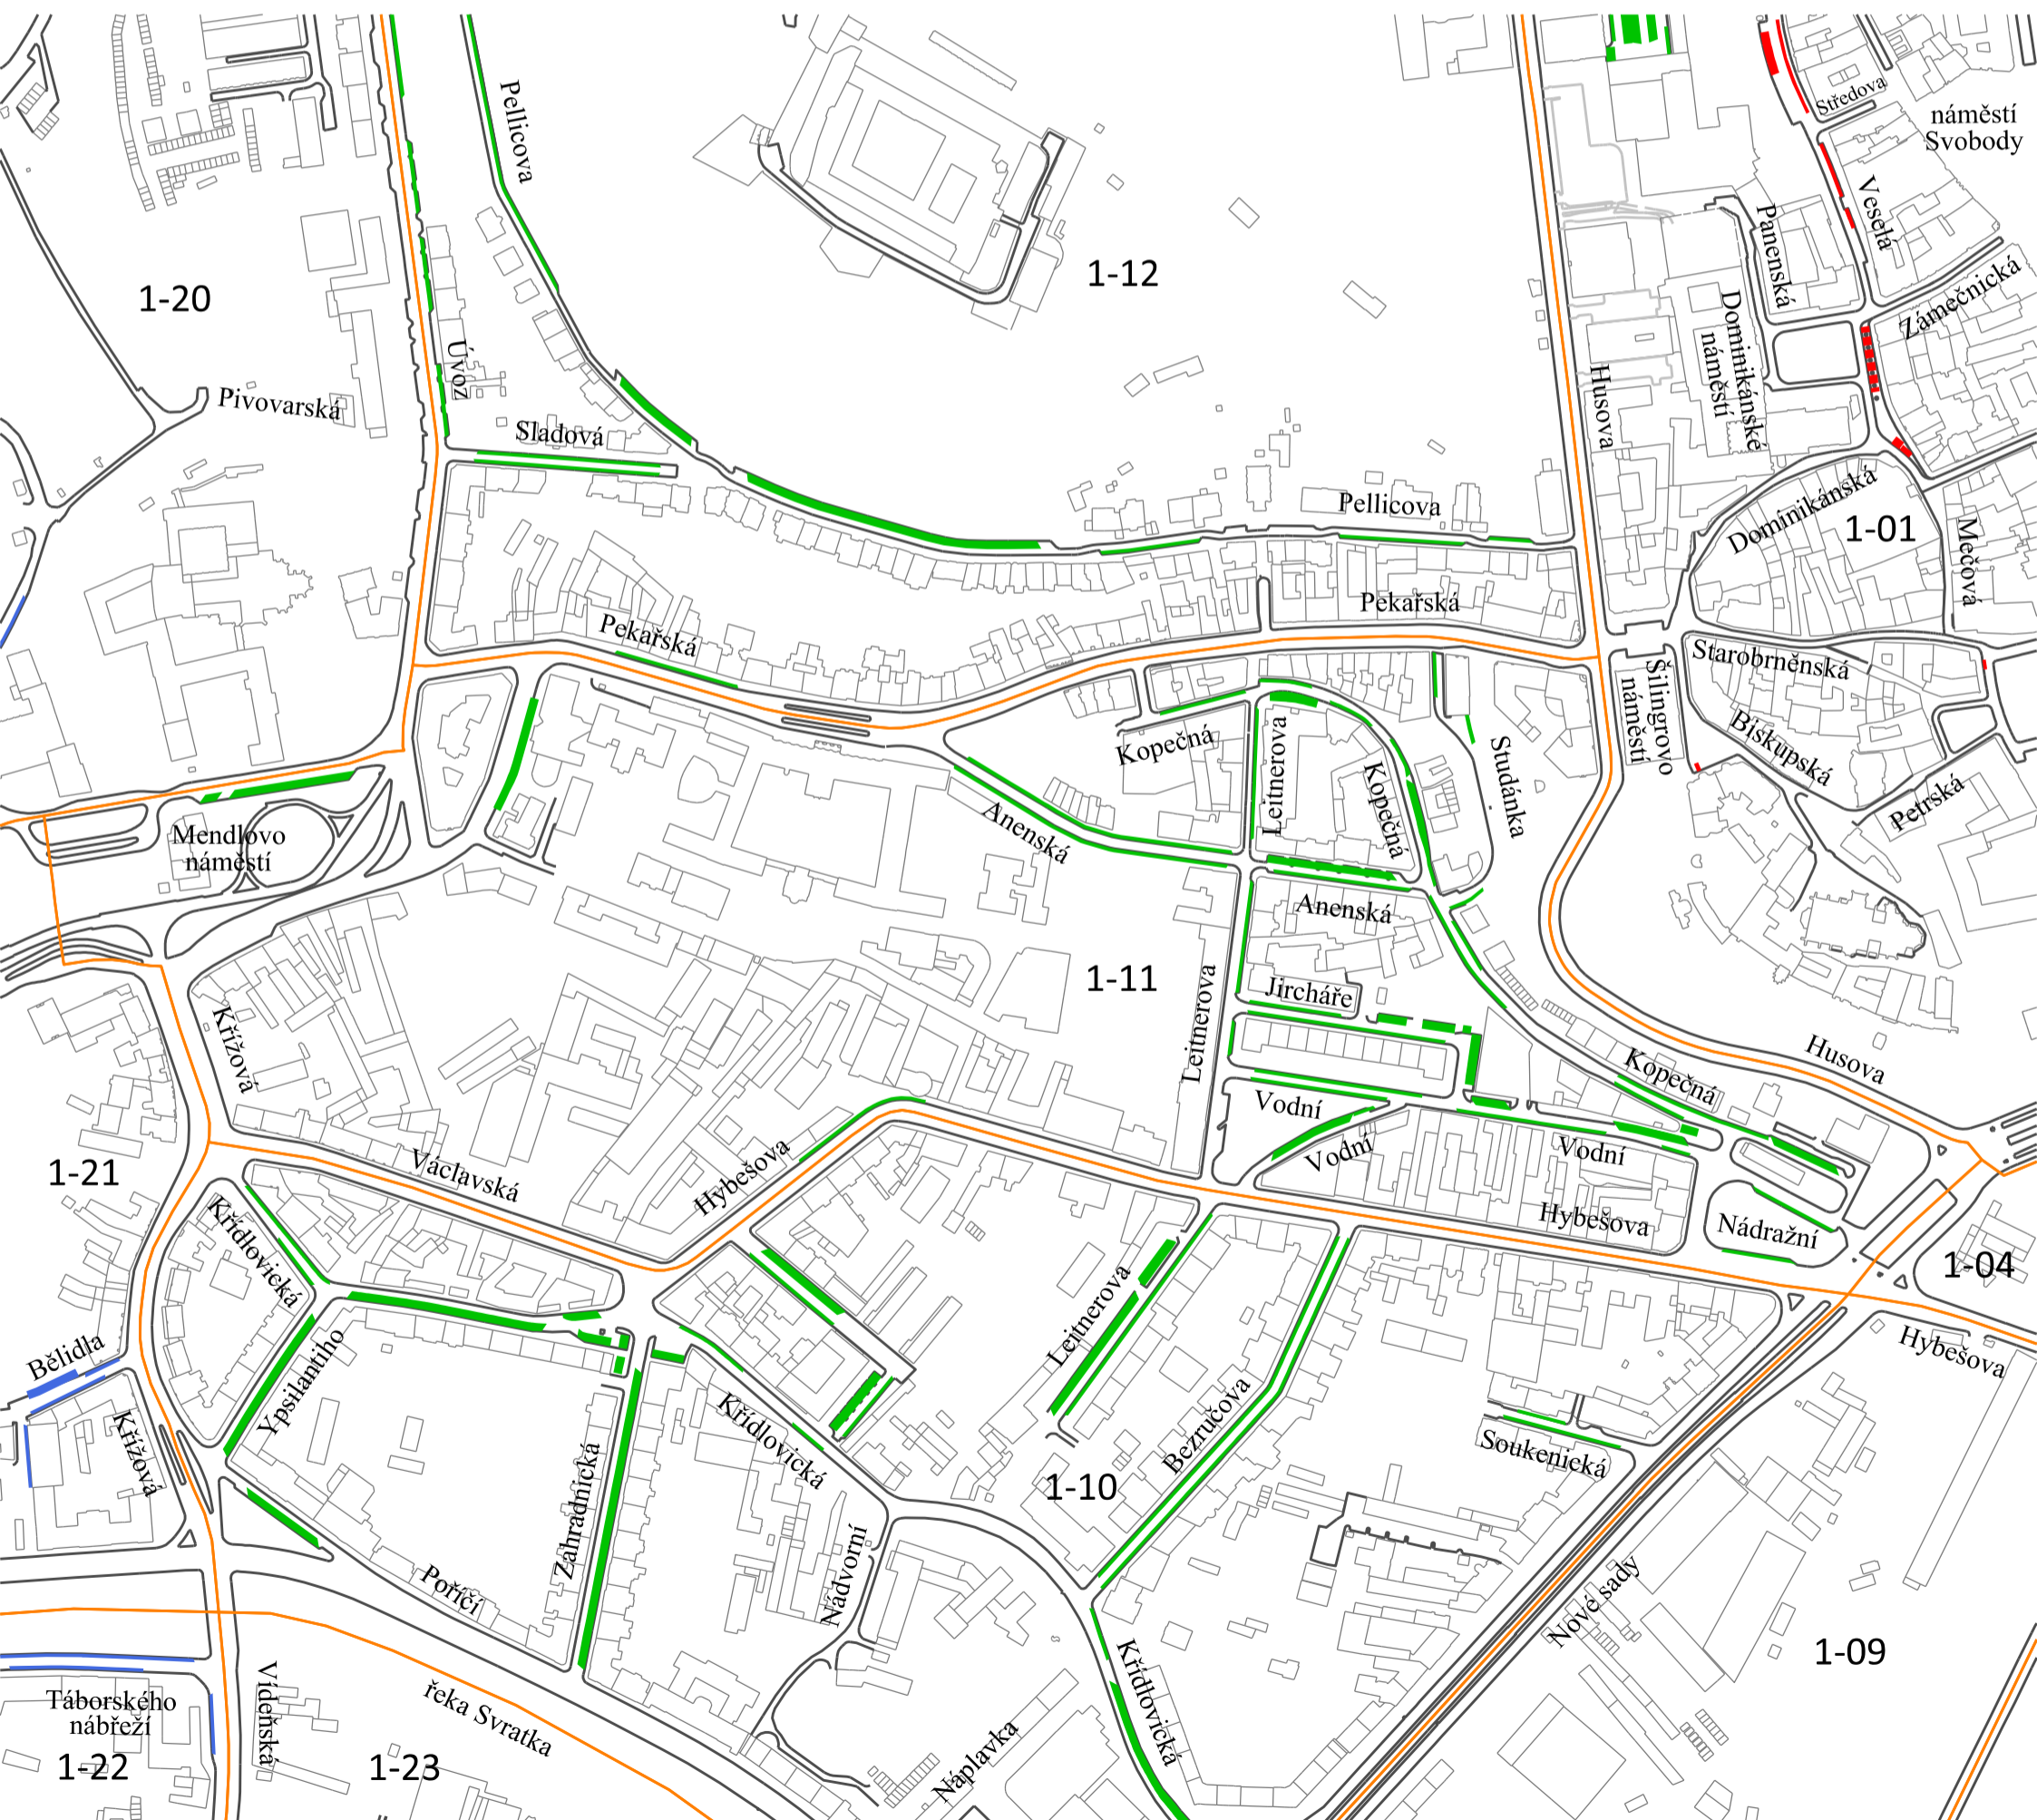 Pellicova
Středova
náměstí
Svobody
Veselá
Panenská
1-12
1-20
Zámečnická
Dominikánské
náměstí
Úvoz
Husova
Pivovarská
Sladová
Pellicova
Dominikánská
1-01
Mečová
Pekařská
Pekařská
Starobrněnská
Šilingrovo
náměstí
Biskupská
Kopečná
Leitnerova
Kopečná
Studánka
Petrská
Mendlovo
náměstí
Anenská
Anenská
1-11
Jircháře
Leitnerova
Křížová
Husova
Kopečná
Vodní
Vodní
Vodní
1-21
Václavská
Hybešova
Křídlovická
Hybešova
Nádražní
1-04
Leitnerova
Ypsilantiho
Bělidla
Hybešova
Křížová
Křídlovická
Bezručova
Soukenická
1-10
Zahradnická
Nádvorní
Poříčí
Nové sady
1-09
Vídeňská
Táborského
nábřeží
řeka Svratka
Křídlovická
Náplavka
1-22
1-23